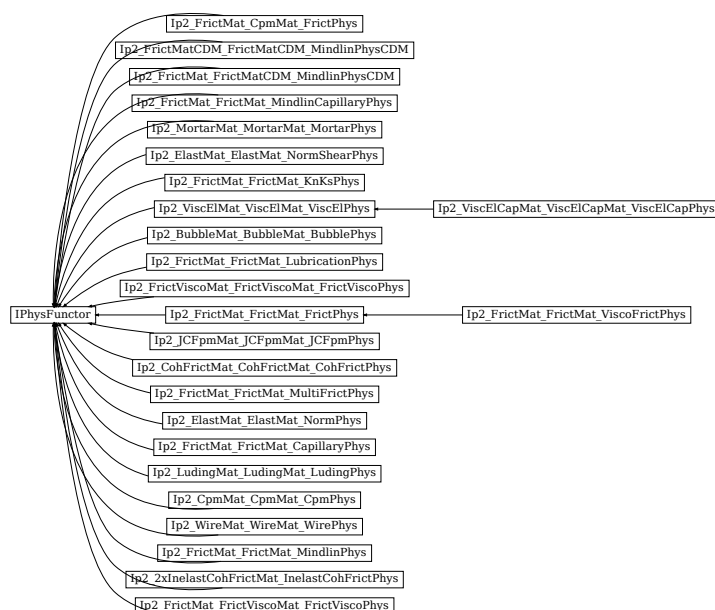 Ip2_FrictMat_CpmMat_FrictPhys
Ip2_FrictMatCDM_FrictMatCDM_MindlinPhysCDM
Ip2_FrictMat_FrictMatCDM_MindlinPhysCDM
Ip2_FrictMat_FrictMat_MindlinCapillaryPhys
Ip2_MortarMat_MortarMat_MortarPhys
Ip2_ElastMat_ElastMat_NormShearPhys
Ip2_FrictMat_FrictMat_KnKsPhys
Ip2_ViscElMat_ViscElMat_ViscElPhys
Ip2_ViscElCapMat_ViscElCapMat_ViscElCapPhys
Ip2_BubbleMat_BubbleMat_BubblePhys
Ip2_FrictMat_FrictMat_LubricationPhys
Ip2_FrictViscoMat_FrictViscoMat_FrictViscoPhys
IPhysFunctor
Ip2_FrictMat_FrictMat_FrictPhys
Ip2_FrictMat_FrictMat_ViscoFrictPhys
Ip2_JCFpmMat_JCFpmMat_JCFpmPhys
Ip2_CohFrictMat_CohFrictMat_CohFrictPhys
Ip2_FrictMat_FrictMat_MultiFrictPhys
Ip2_ElastMat_ElastMat_NormPhys
Ip2_FrictMat_FrictMat_CapillaryPhys
Ip2_LudingMat_LudingMat_LudingPhys
Ip2_CpmMat_CpmMat_CpmPhys
Ip2_WireMat_WireMat_WirePhys
Ip2_FrictMat_FrictMat_MindlinPhys
Ip2_2xInelastCohFrictMat_InelastCohFrictPhys
Ip2_FrictMat_FrictViscoMat_FrictViscoPhys